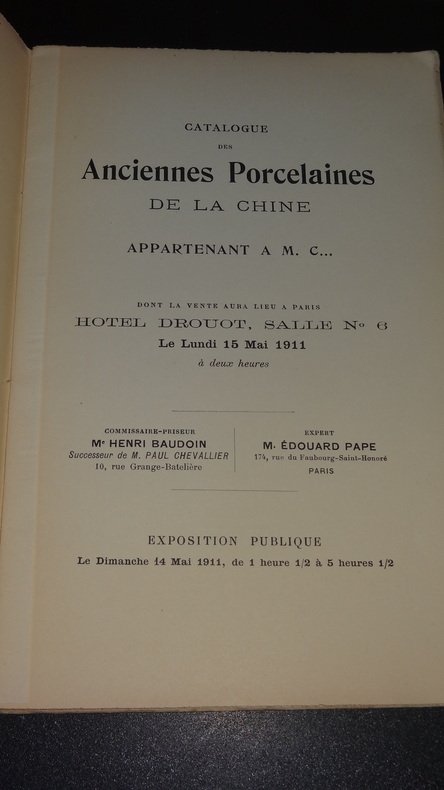 CATALOGUE
DES
Anciennes Porcelaines
DE LA CHINE
APPARTENANT A M. C...
DONT LA VENTE AURA LIEU A PARIS
HOTEL DROUOT, SALLE No 6
Le Lundi 15 Mai 1911
à deux heures
COMMISSAIRE-PRISEUR
Me HENRI BAUDOIN
Successeur de M. PAUL CHEVALLIER
10, rue Grange-Batelière
EXPERT
M. ÉDOUARD PAPE
174, rue du Faubourg-Saint-Honoré
PARIS
EXPOSITION PUBLIQUE
Le Dimanche 14 Mai 1911, de 1 heure 1/2 à 5 heures 1/2